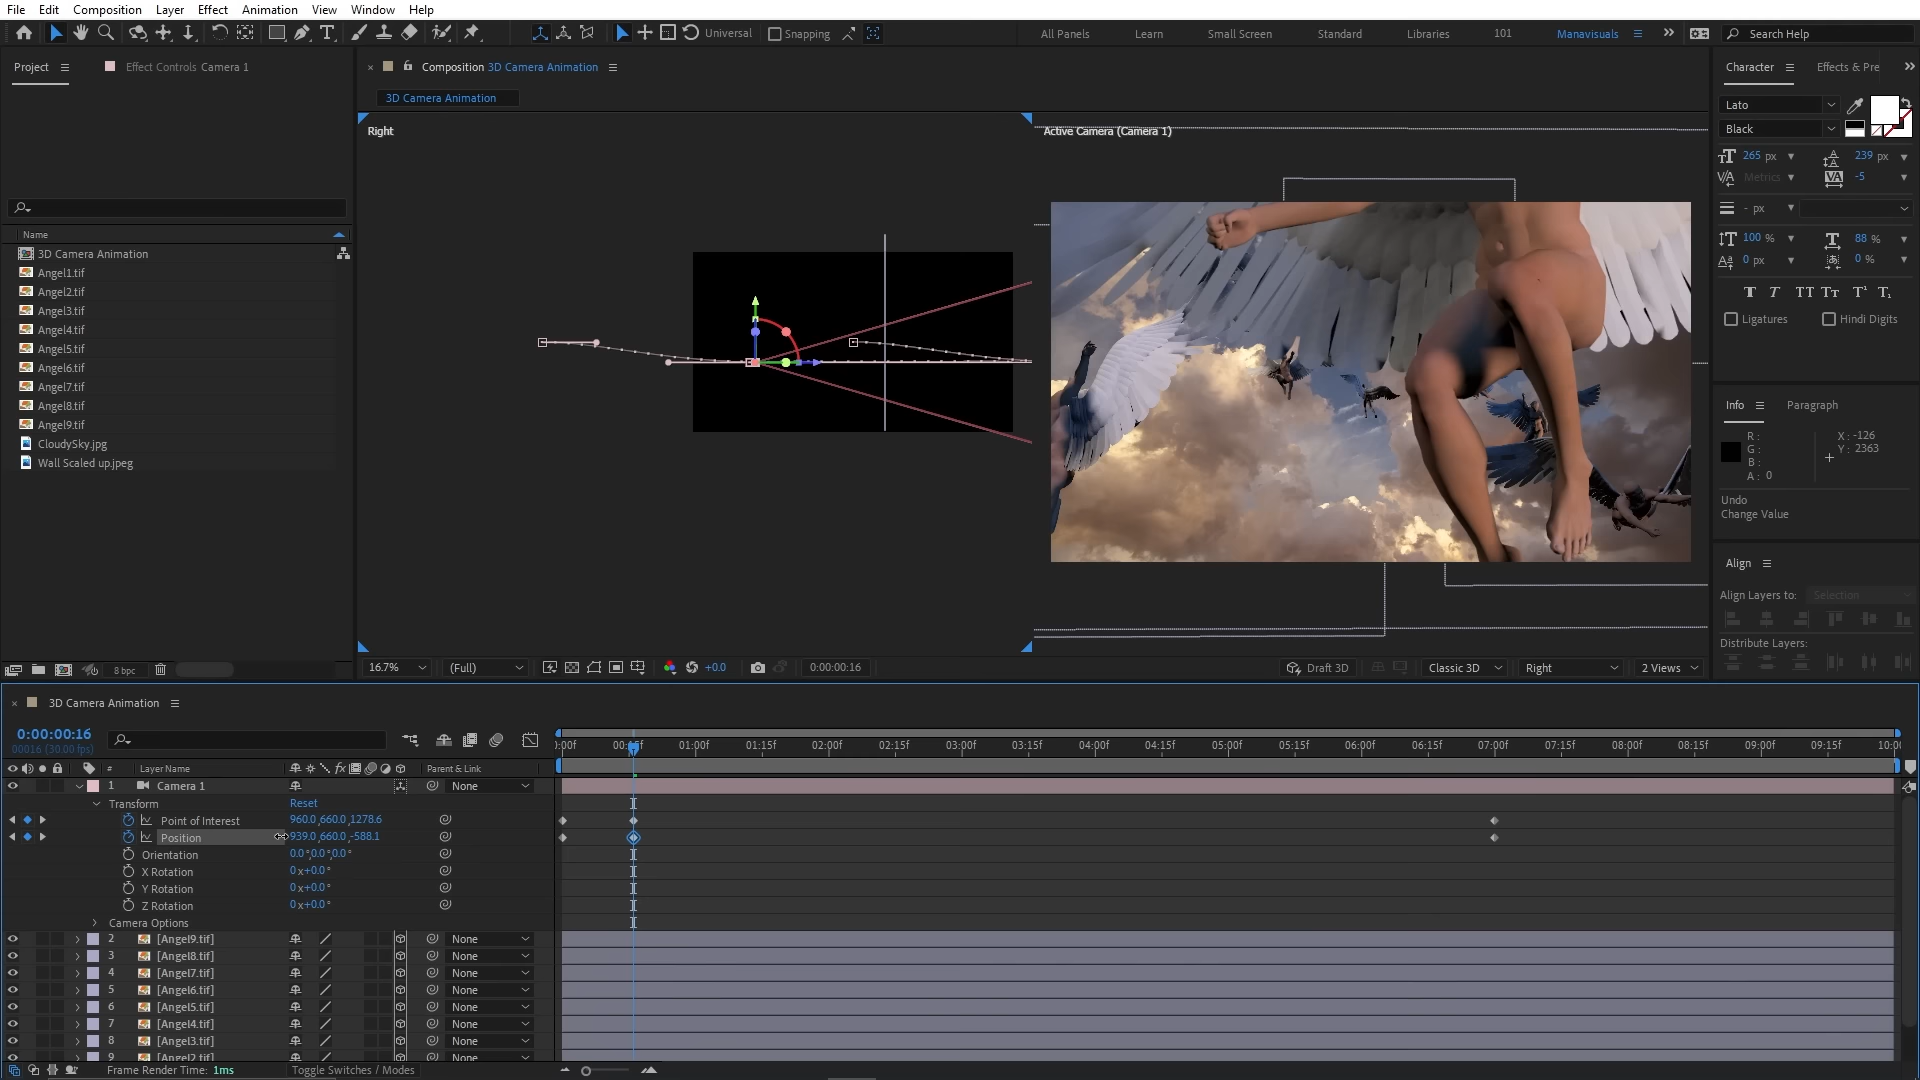 File Edit Composition Layer Effect Animation View Window Help
Universal Snapping All Panels Learn Small Screen Standard Libraries 101 Manavisuals Search Help
Project Effect Controls Camera 1
Composition 3D Camera Animation
Character Effects & Pre
3D Camera Animation
Lato
Black
Right
Active Camera (Camera 1)
265 px 239 px
Metrics -5
- px
100 % 88 %
0 px 0 %
T T TT Tt T¹ T₁
Ligatures Hindi Digits
Name
3D Camera Animation
Angel1.tif
Angel2.tif
Angel3.tif
Angel4.tif
Angel5.tif
Angel6.tif
Angel7.tif
Angel8.tif
Angel9.tif
CloudySky.jpg
Wall Scaled up.jpeg
Info Paragraph
R : X : -126
G : Y : 2363
B :
A : 0
Undo
Change Value
Align
Align Layers to: Selection
Distribute Layers:
8 bpc
16.7% (Full) +0.0 0:00:00:16 Draft 3D Classic 3D Right 2 Views
3D Camera Animation
0:00:00:16
00016 (30.00 fps)
:00f 00:15f 01:00f 01:15f 02:00f 02:15f 03:00f 03:15f 04:00f 04:15f 05:00f 05:15f 06:00f 06:15f 07:00f 07:15f 08:00f 08:15f 09:00f 09:15f 10:00
# Layer Name fx Parent & Link
1 Camera 1 None
Transform Reset
Point of Interest 960.0,660.0,1278.6
Position 939.0,660.0,-588.1
Orientation 0.0°,0.0°,0.0°
X Rotation 0x+0.0°
Y Rotation 0x+0.0°
Z Rotation 0x+0.0°
Camera Options
2 [Angel9.tif] None
3 [Angel8.tif] None
4 [Angel7.tif] None
5 [Angel6.tif] None
6 [Angel5.tif] None
7 [Angel4.tif] None
8 [Angel3.tif] None
9 [Angel2.tif] None
Frame Render Time: 1ms Toggle Switches / Modes